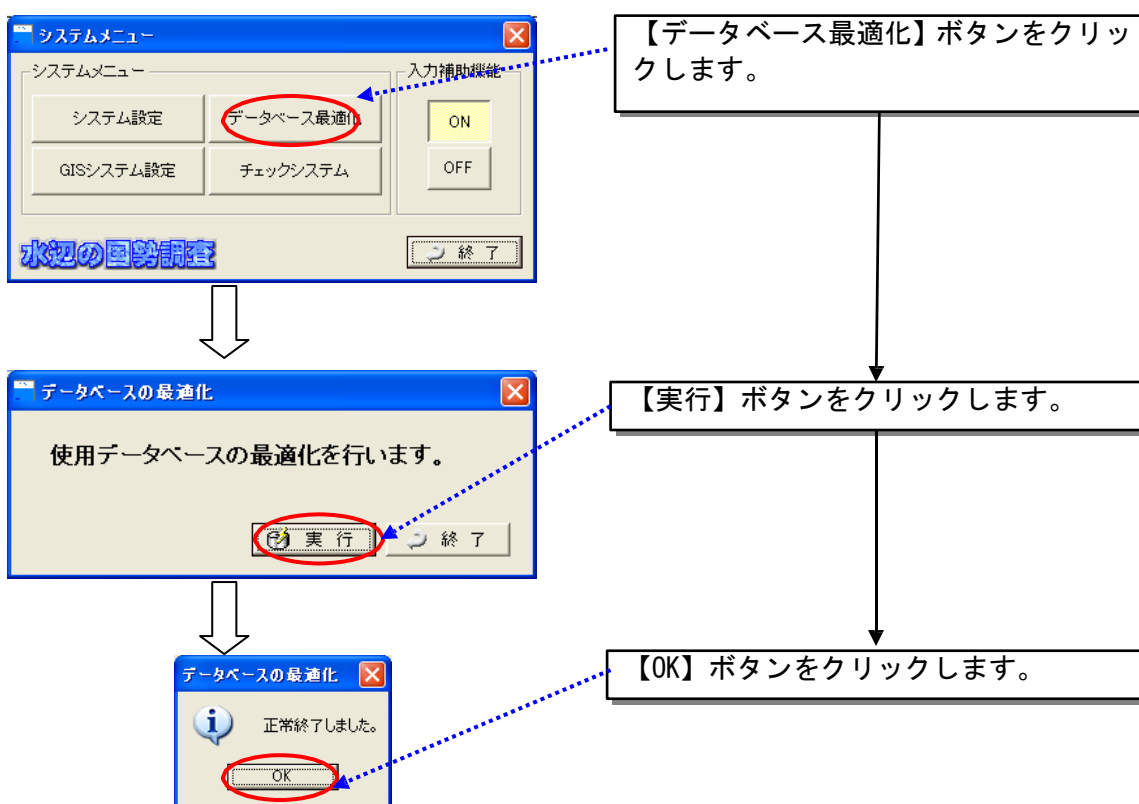 システムメニュー
システムメニュー
入力補助機能
システム設定
データベース最適化
ON
GISシステム設定
チェックシステム
OFF
水辺の国勢調査
終 了
【データベース最適化】ボタンをクリッ
クします。
データベースの最適化
使用データベースの最適化を行います。
実 行
終 了
【実行】ボタンをクリックします。
データベースの最適化
正常終了しました。
OK
【OK】ボタンをクリックします。